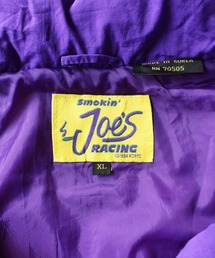 MADE IN KOREA
RN 70505
Smokin'
JOE'S
RACING
XL